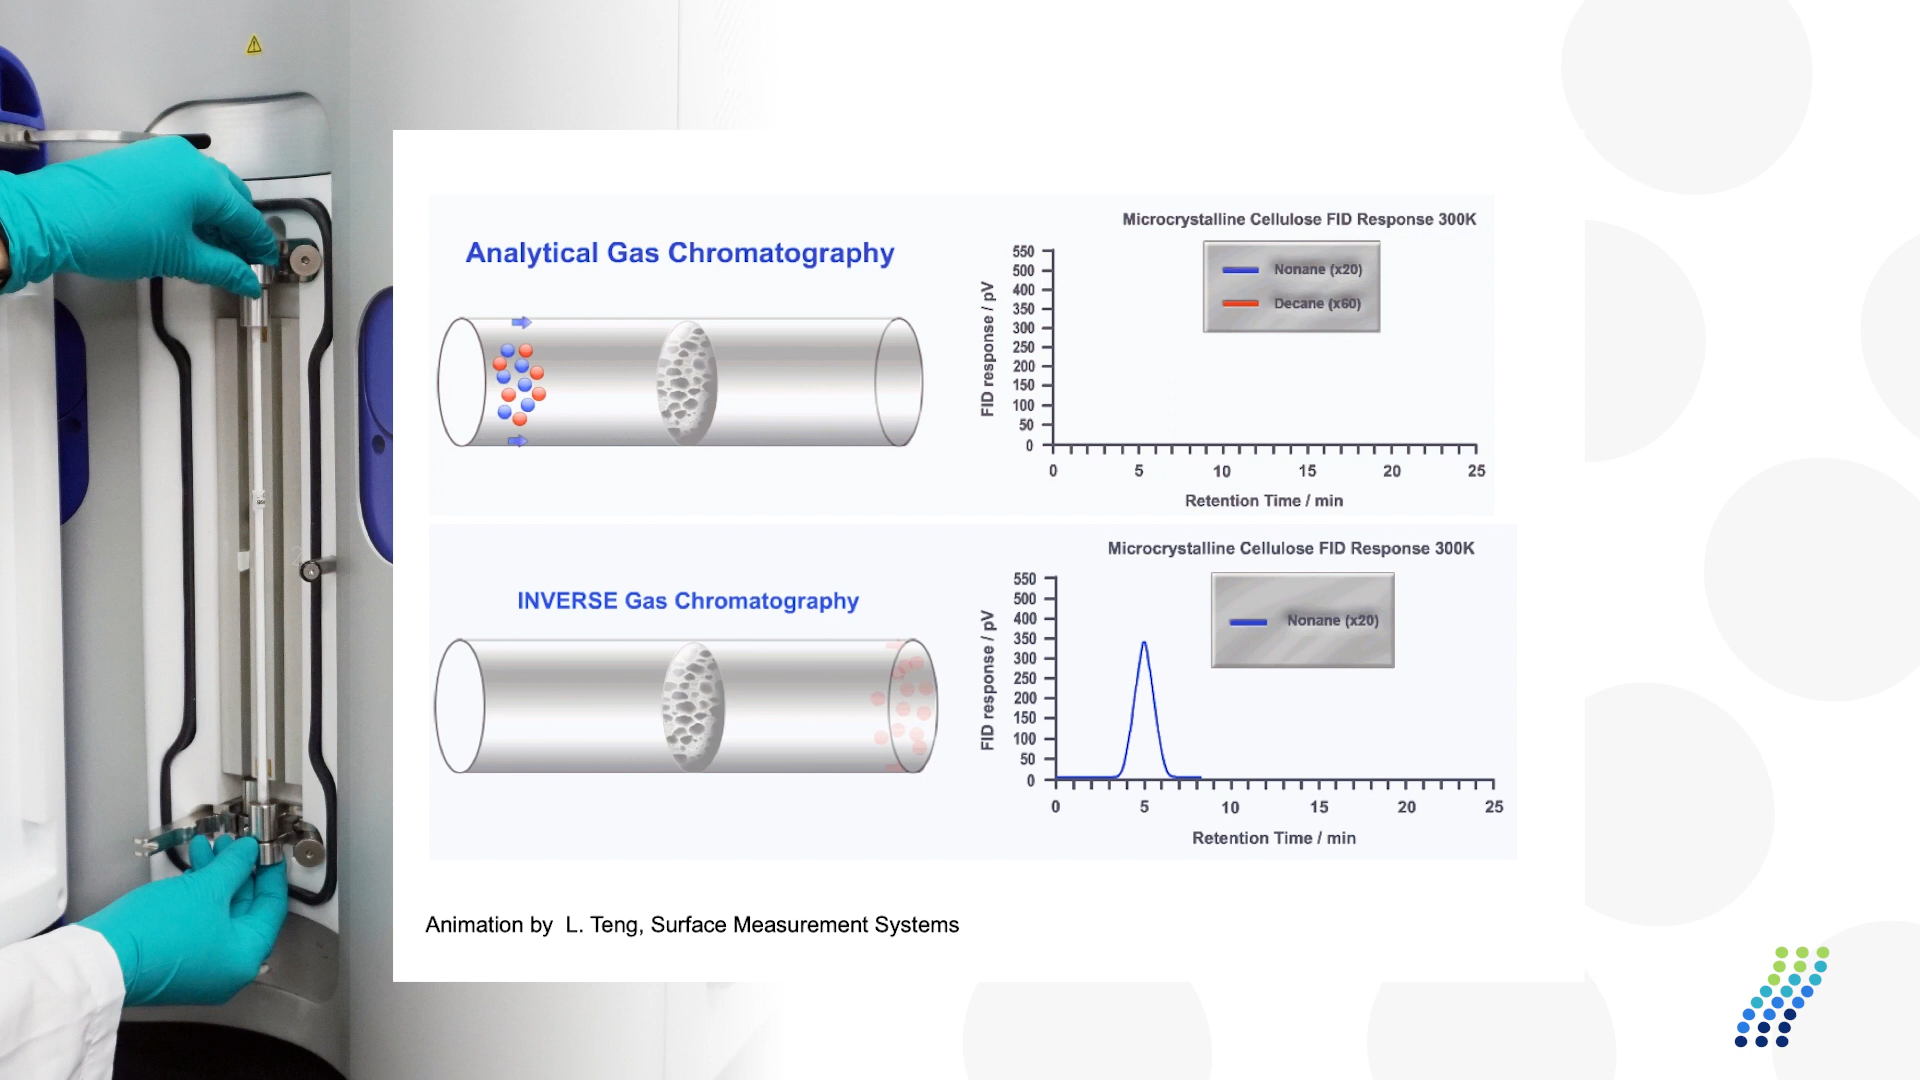 Analytical Gas Chromatography
Microcrystalline Cellulose FID Response 300K
Nonane (x20)
Decane (x60)
FID response / pV
550
500
400
350
300
250
200
150
100
50
0
0 5 10 15 20 25
Retention Time / min
INVERSE Gas Chromatography
Microcrystalline Cellulose FID Response 300K
Nonane (x20)
FID response / pV
550
500
400
350
300
250
200
150
100
50
0
0 5 10 15 20 25
Retention Time / min
Animation by L. Teng, Surface Measurement Systems